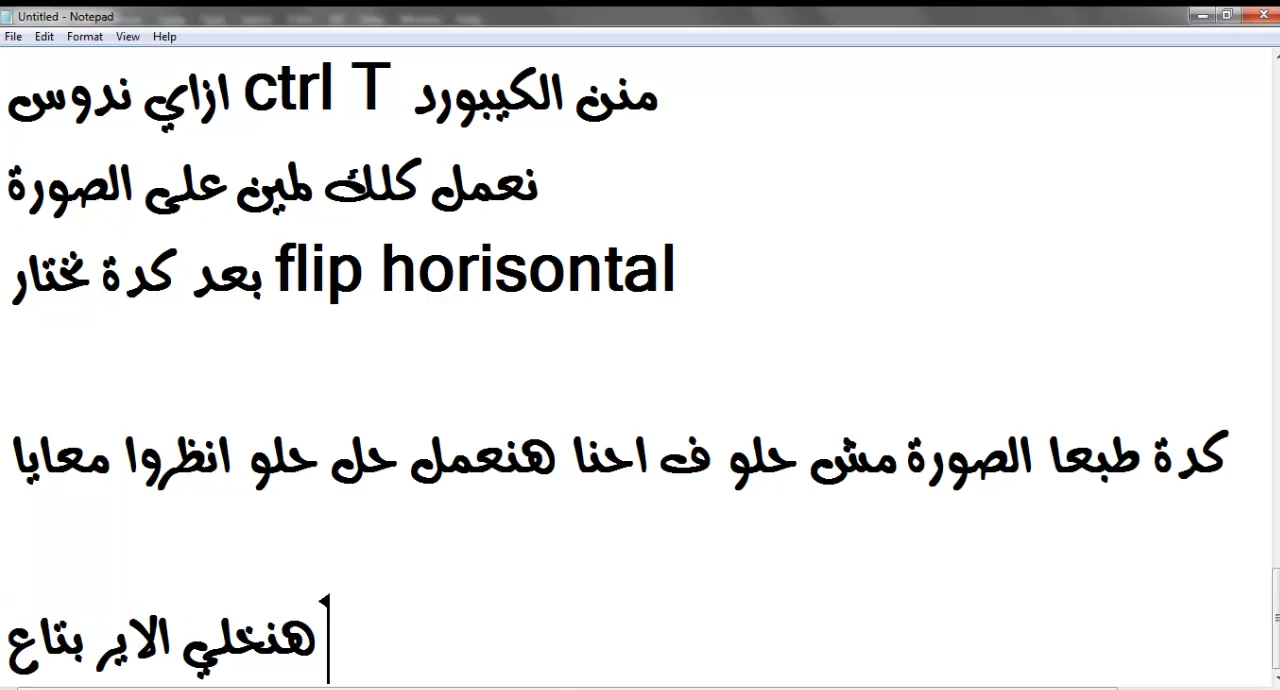 Untitled - Notepad
File Edit Format View Help
ازاي ندوس ctrl T منن الكيبورد
نعمل كلك لمين على الصورة
بعد كدة نختار flip horisontal
كدة طبعا الصورة مش حلو ف احنا هنعمل حل حلو انظروا معايا
هنخلي الاير بتاع